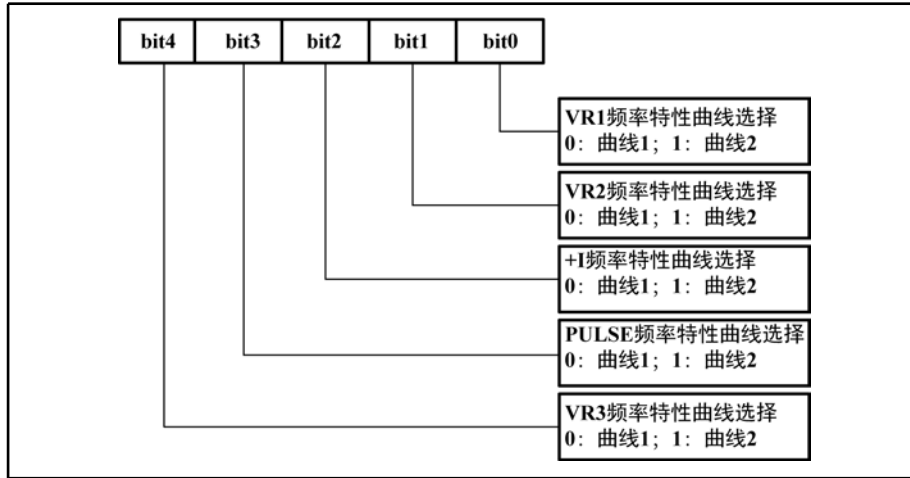 bit4 bit3 bit2 bit1 bit0
VR1频率特性曲线选择
0：曲线1；1：曲线2
VR2频率特性曲线选择
0：曲线1；1：曲线2
+I频率特性曲线选择
0：曲线1；1：曲线2
PULSE频率特性曲线选择
0：曲线1；1：曲线2
VR3频率特性曲线选择
0：曲线1；1：曲线2